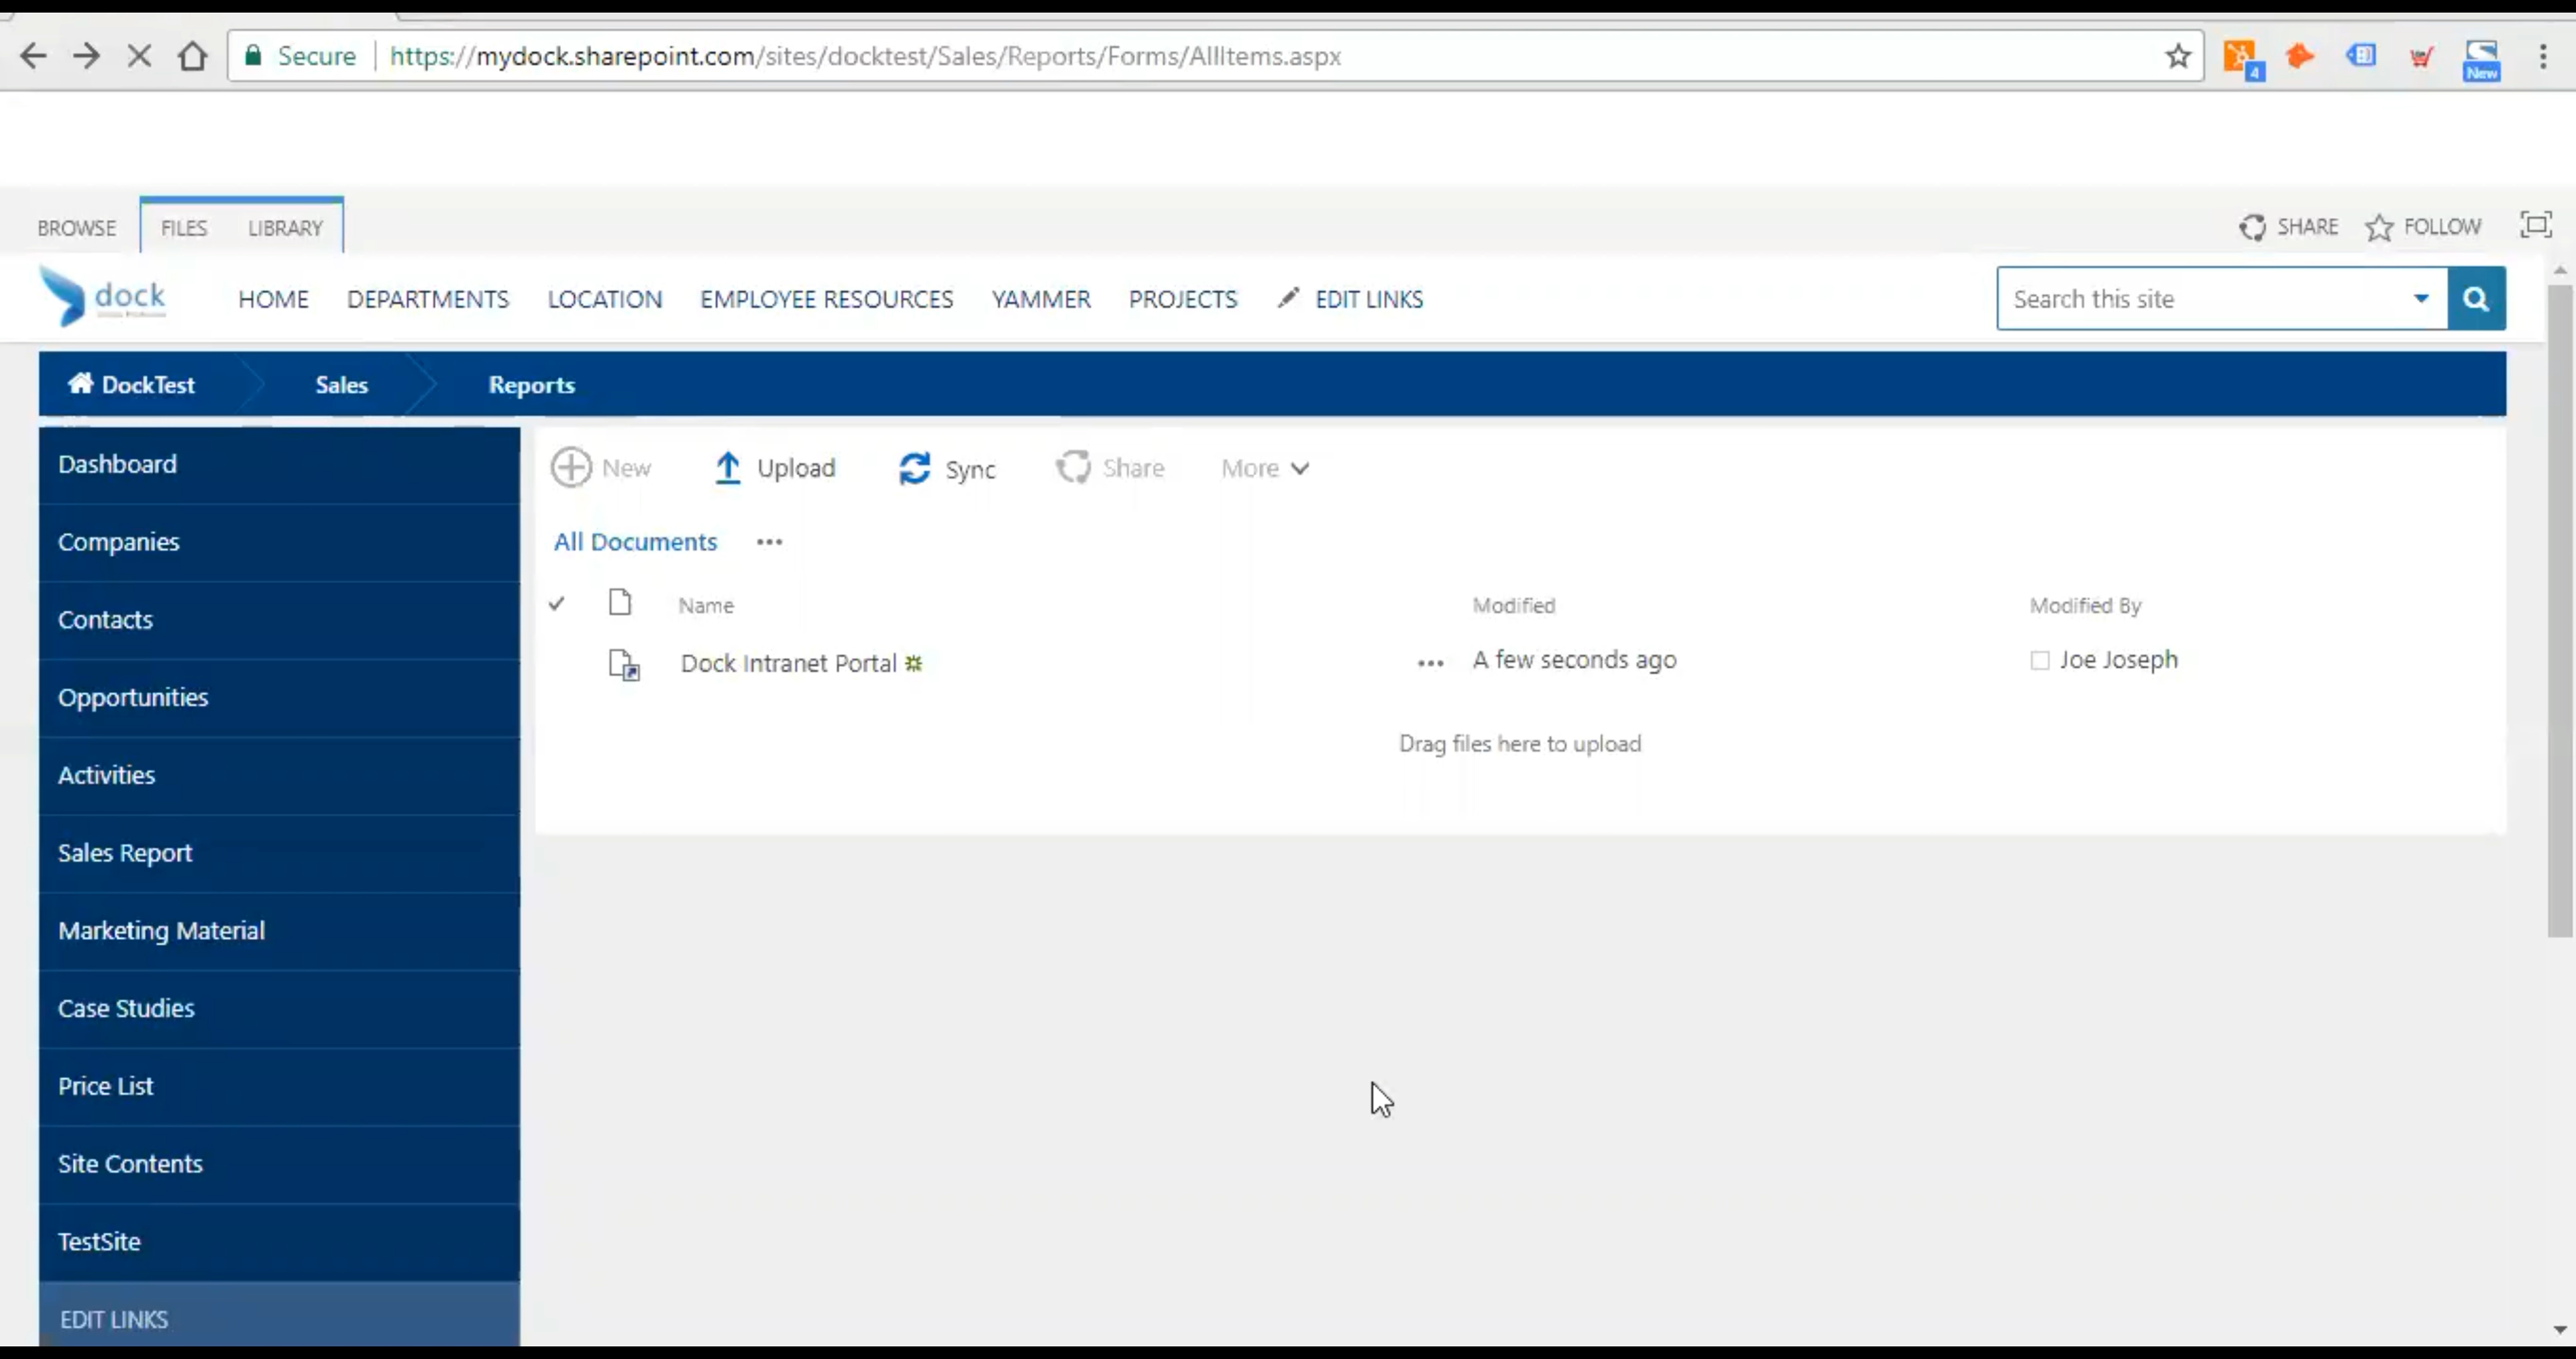 Secure https://mydock.sharepoint.com/sites/docktest/Sales/Reports/Forms/AllItems.aspx
4
New
BROWSE FILES LIBRARY SHARE FOLLOW
dock HOME DEPARTMENTS LOCATION EMPLOYEE RESOURCES YAMMER PROJECTS EDIT LINKS Search this site
DockTest Sales Reports
Dashboard
Companies
Contacts
Opportunities
Activities
Sales Report
Marketing Material
Case Studies
Price List
Site Contents
TestSite
EDIT LINKS
New Upload Sync Share More
All Documents ...
Name Modified Modified By
Dock Intranet Portal ... A few seconds ago Joe Joseph
Drag files here to upload